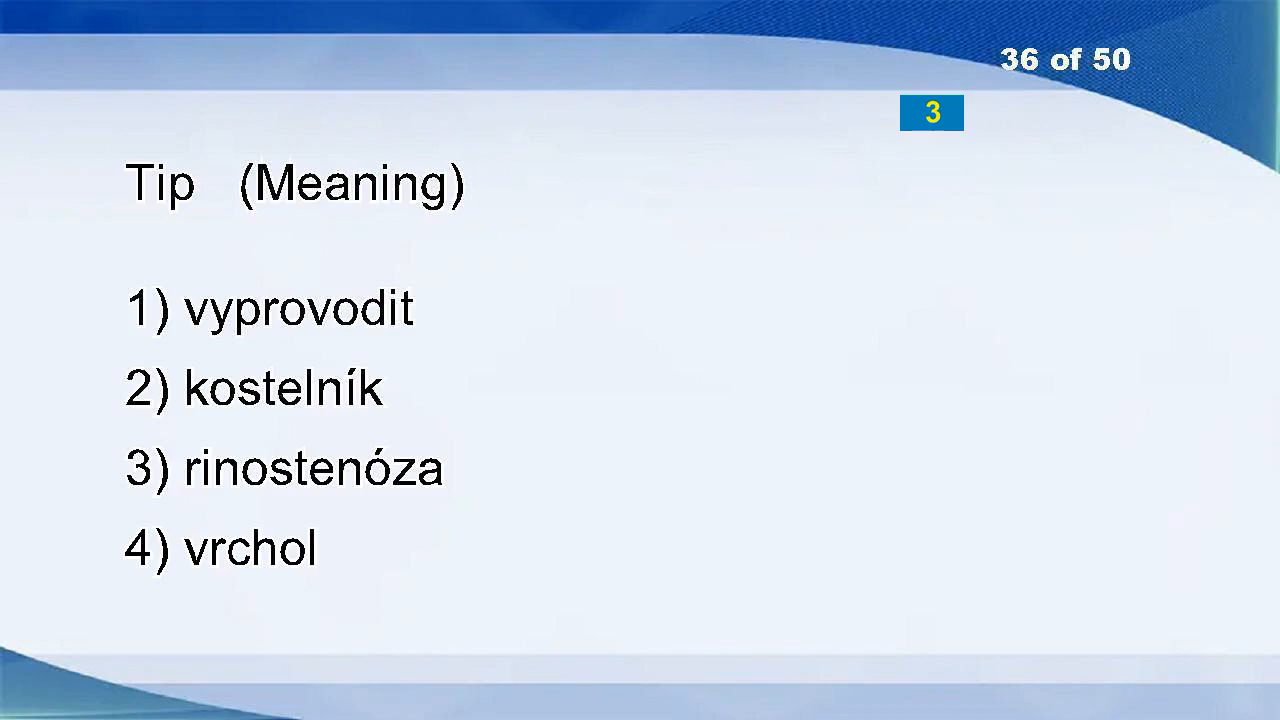 36 of 50
3
Tip (Meaning)
1) vyprovodit
2) kostelník
3) rinostenóza
4) vrchol